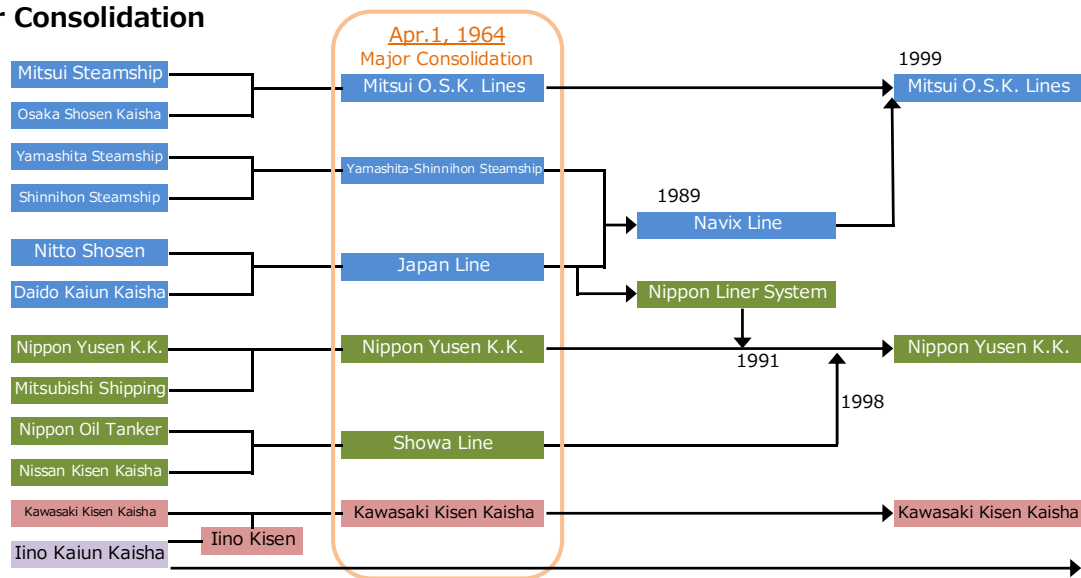 r Consolidation
Apr.1, 1964
Major Consolidation
1999
Mitsui Steamship
Mitsui O.S.K. Lines
Mitsui O.S.K. Lines
Osaka Shosen Kaisha
Yamashita Steamship
Yamashita-Shinnihon Steamship
Shinnihon Steamship
1989
Navix Line
Nitto Shosen
Japan Line
Daido Kaiun Kaisha
Nippon Liner System
Nippon Yusen K.K.
Nippon Yusen K.K.
Nippon Yusen K.K.
1991
Mitsubishi Shipping
1998
Nippon Oil Tanker
Showa Line
Nissan Kisen Kaisha
Kawasaki Kisen Kaisha
Kawasaki Kisen Kaisha
Kawasaki Kisen Kaisha
Iino Kisen
Iino Kaiun Kaisha